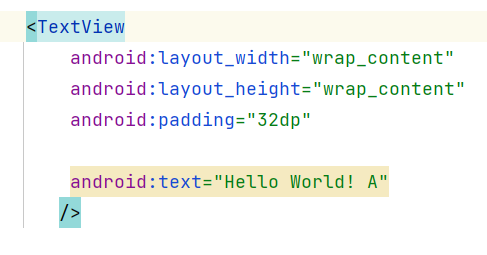 <TextView
android:layout_width="wrap_content"
android:layout_height="wrap_content"
android:padding="32dp"
android:text="Hello World! A"
/>